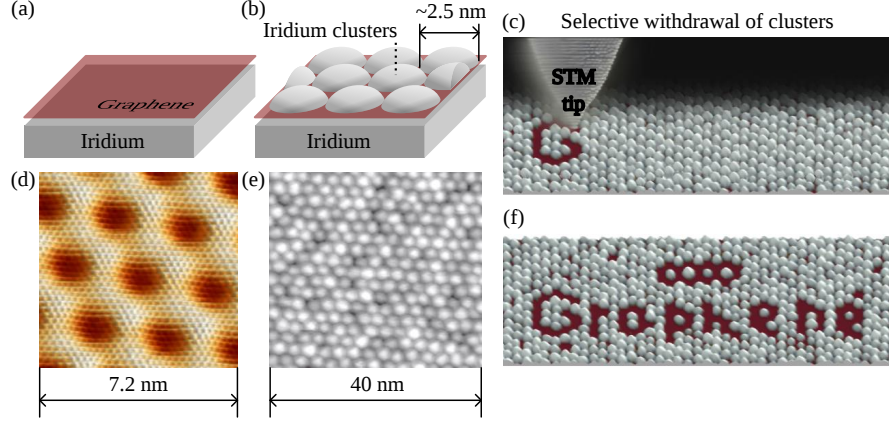 (a)
Graphene
Iridium
(b)
Iridium clusters
~2.5 nm
Iridium
(c)
Selective withdrawal of clusters
STM
tip
G
(d)
7.2 nm
(e)
40 nm
(f)
Graphene